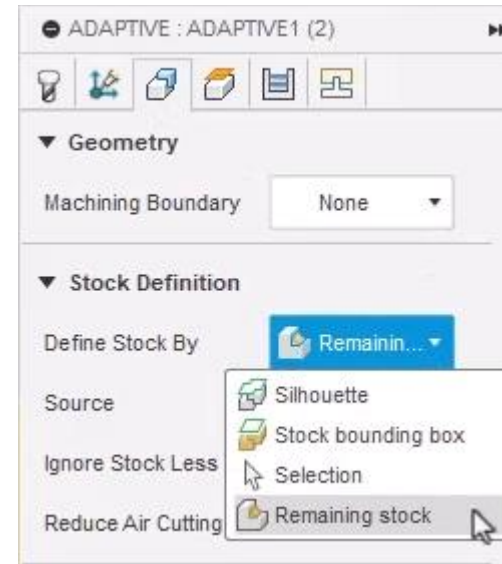 ADAPTIVE : ADAPTIVE1 (2)
Geometry
Machining Boundary None
Stock Definition
Define Stock By Remainin...
Source
Silhouette
Stock bounding box
Ignore Stock Less
Selection
Reduce Air Cutting
Remaining stock